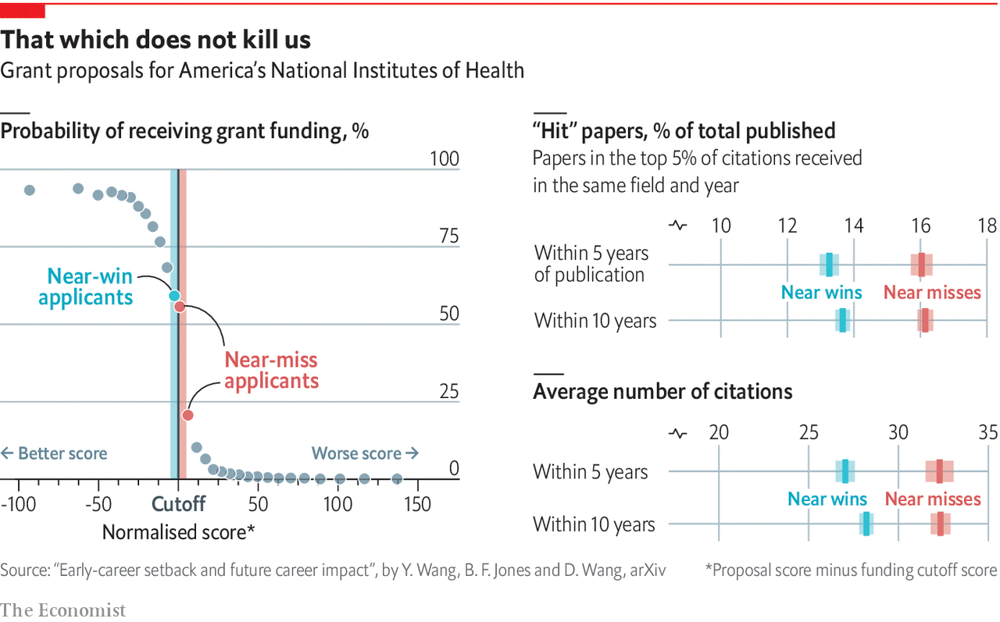 That which does not kill us
Grant proposals for America's National Institutes of Health
Probability of receiving grant funding, %
100
75
Near-win
applicants
50
Near-miss
applicants
25
← Better score
Worse score →
0
-100
-50
Cutoff
50
100
150
Normalised score*
“Hit” papers, % of total published
Papers in the top 5% of citations received
in the same field and year
10
12
14
16
18
Within 5 years
of publication
Near wins
Near misses
Within 10 years
Average number of citations
20
25
30
35
Within 5 years
Near wins
Near misses
Within 10 years
Source: “Early-career setback and future career impact”, by Y. Wang, B. F. Jones and D. Wang, arXiv
*Proposal score minus funding cutoff score
The Economist